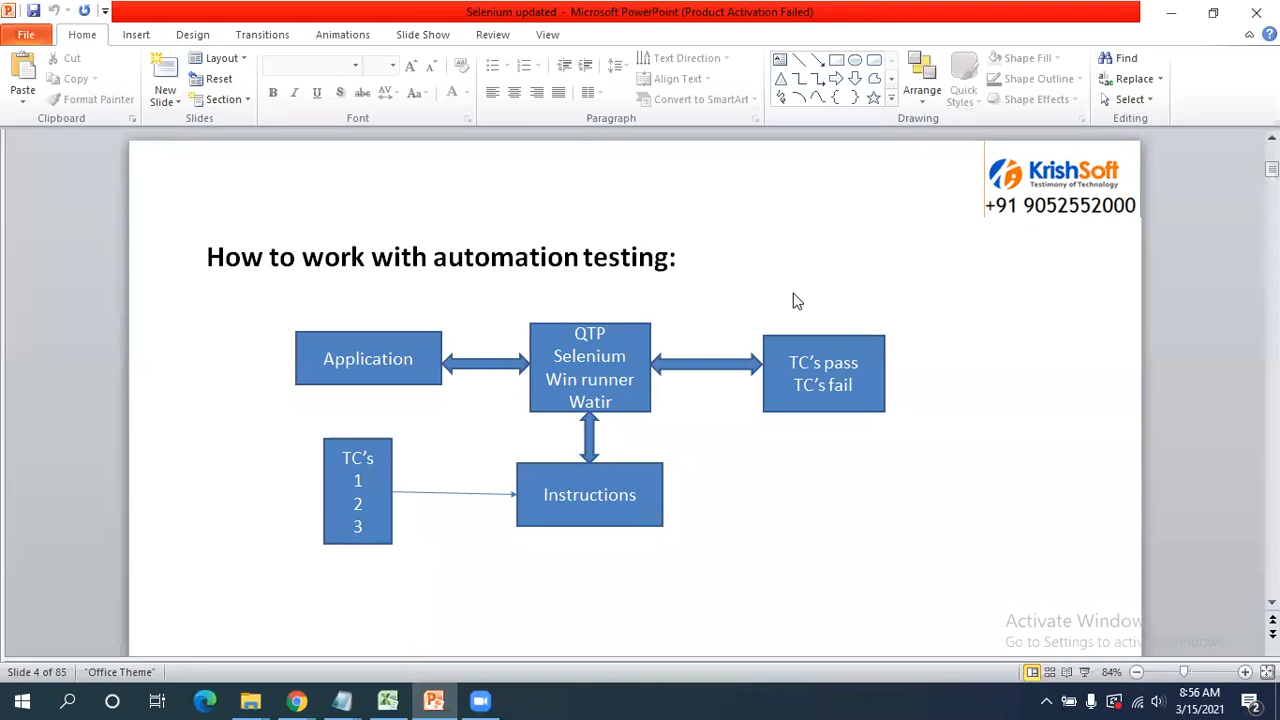 Selenium updated - Microsoft PowerPoint (Product Activation Failed)
File Home Insert Design Transitions Animations Slide Show Review View
Paste
Cut
Copy
Format Painter
Clipboard
New Slide
Layout
Reset
Section
Slides
B I U S abc AV Aa A
Font
Text Direction
Align Text
Convert to SmartArt
Paragraph
Arrange
Quick Styles
Shape Fill
Shape Outline
Shape Effects
Drawing
Find
Replace
Select
Editing
KrishSoft
Testimony of Technology
+91 9052552000
How to work with automation testing:
Application
QTP
Selenium
Win runner
Watir
TC's pass
TC's fail
TC's
1
2
3
Instructions
Activate Window
Go to Settings to activate Windows.
Slide 4 of 85
"Office Theme"
84%
8:56 AM
3/15/2021
2